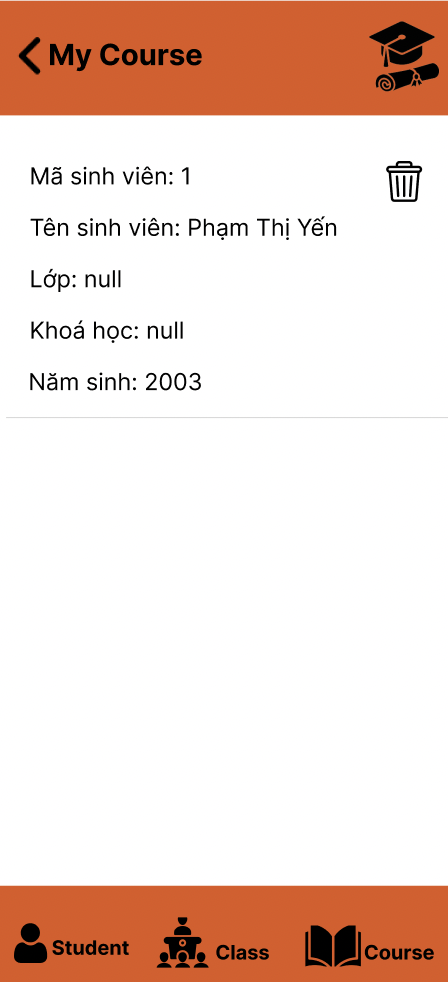 My Course
Mã sinh viên: 1
Tên sinh viên: Phạm Thị Yến
Lớp: null
Khoá học: null
Năm sinh: 2003
Student
Class
Course